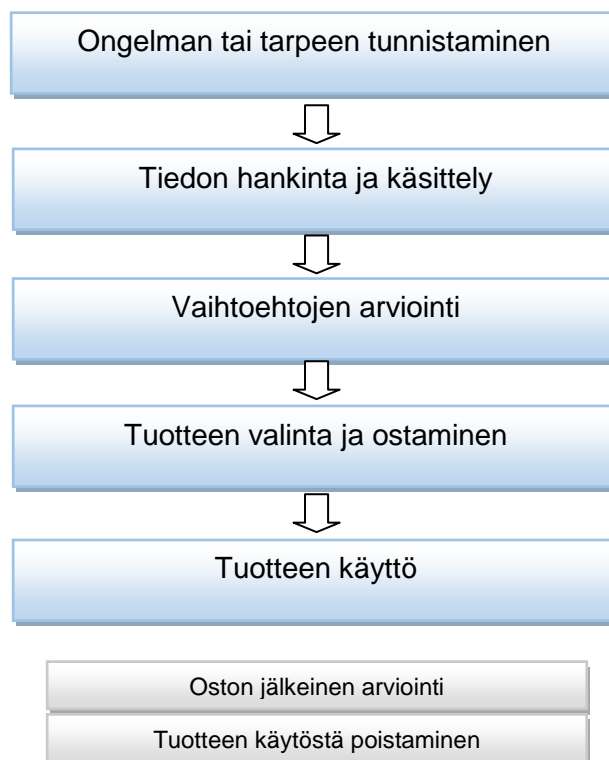 Ongelman tai tarpeen tunnistaminen
Tiedon hankinta ja käsittely
Vaihtoehtojen arviointi
Tuotteen valinta ja ostaminen
Tuotteen käyttö
Oston jälkeinen arviointi
Tuotteen käytöstä poistaminen